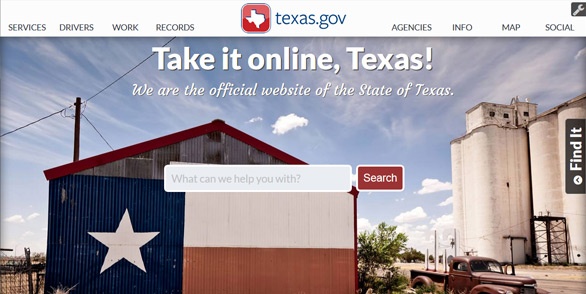 SERVICES DRIVERS WORK RECORDS texas.gov AGENCIES INFO MAP SOCIAL
Take it online, Texas!
We are the official website of the State of Texas.
What can we help you with? Search
Find It